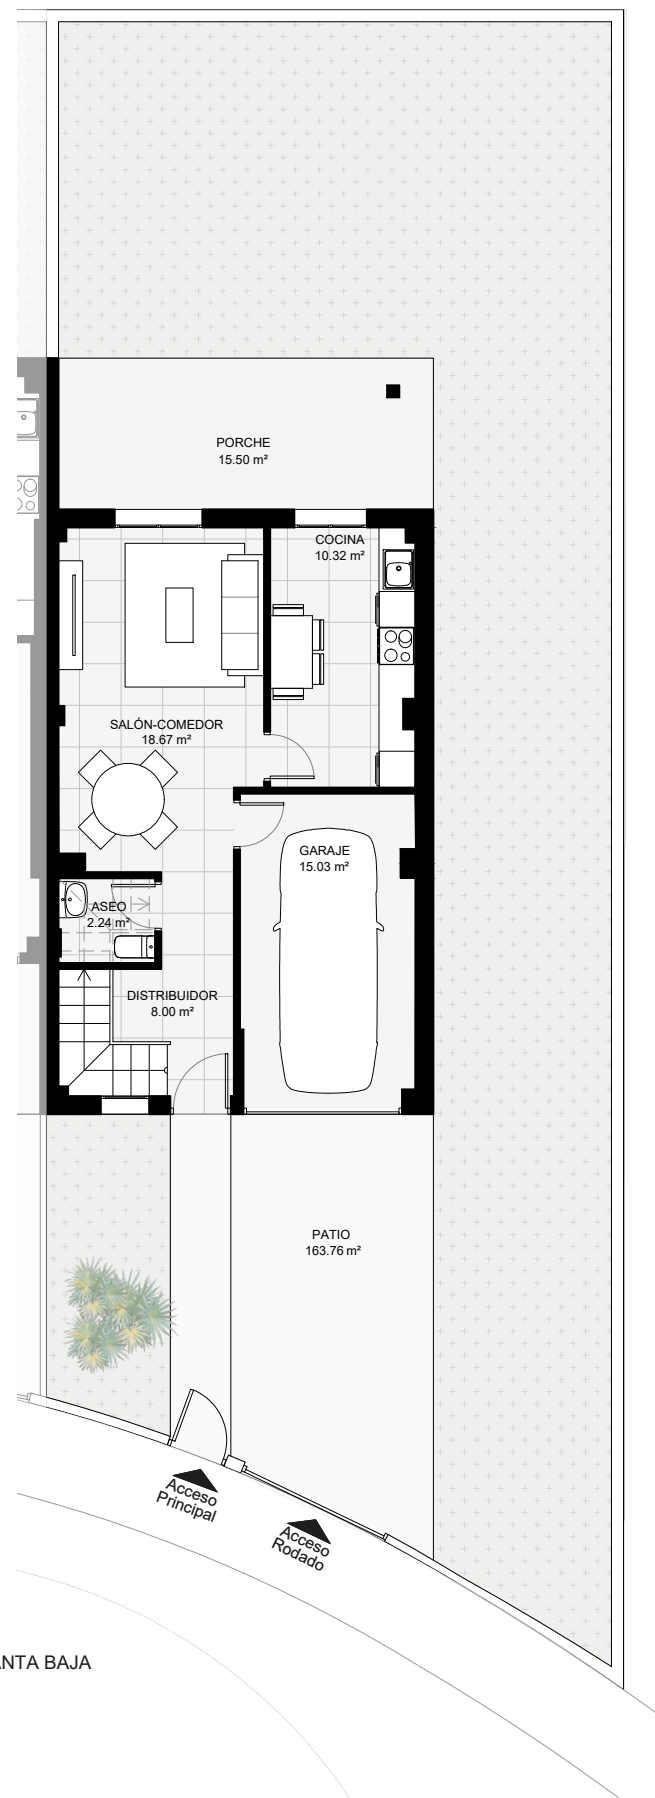 PORCHE
15.50 m²
COCINA
10.32 m²
SALÓN-COMEDOR
18.67 m²
GARAJE
15.03 m²
ASEO
2.24 m²
DISTRIBUIDOR
8.00 m²
PATIO
163.76 m²
Acceso
Principal
Acceso
Rodado
ANTA BAJA